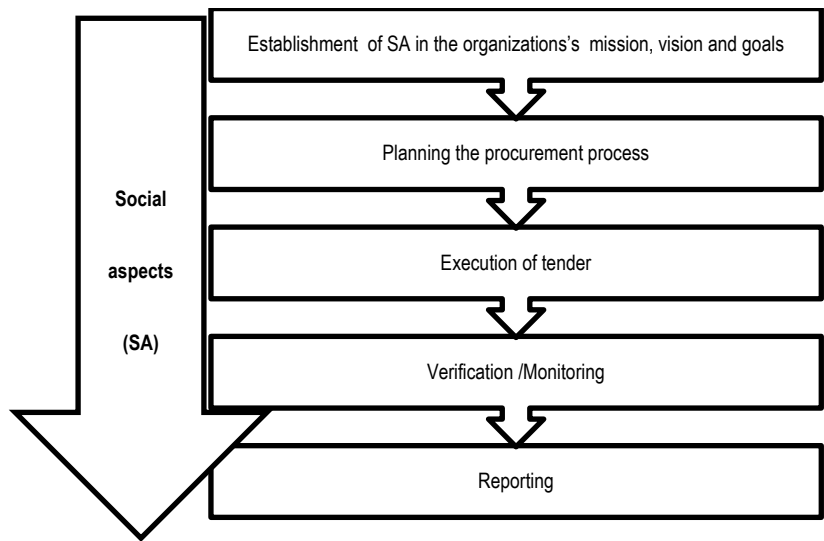 Establishment of SA in the organizations's mission, vision and goals
Planning the procurement process
Social
aspects
(SA)
Execution of tender
Verification /Monitoring
Reporting